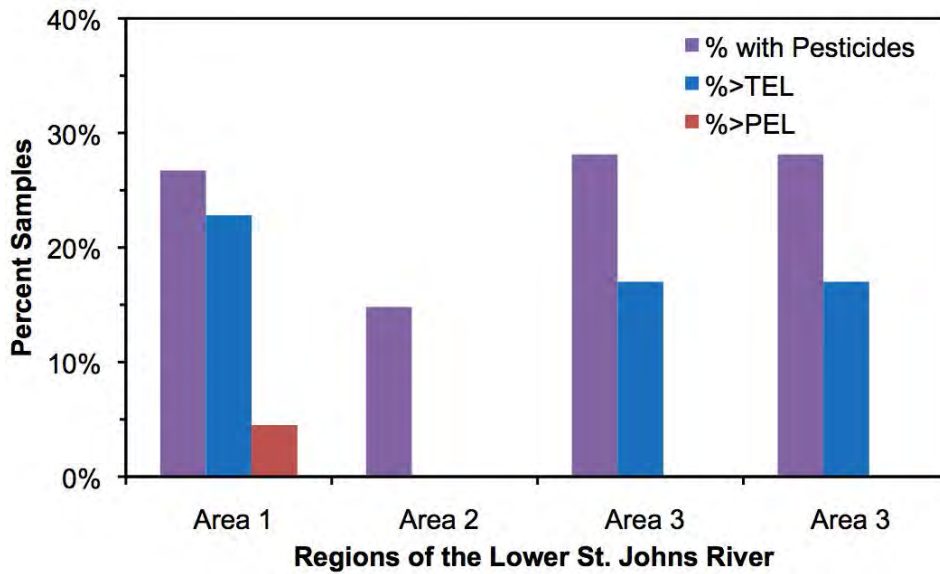 40%
% with Pesticides
%>TEL
%>PEL
30%
20%
10%
0%
Percent Samples
Area 1 Area 2 Area 3 Area 3
Regions of the Lower St. Johns River